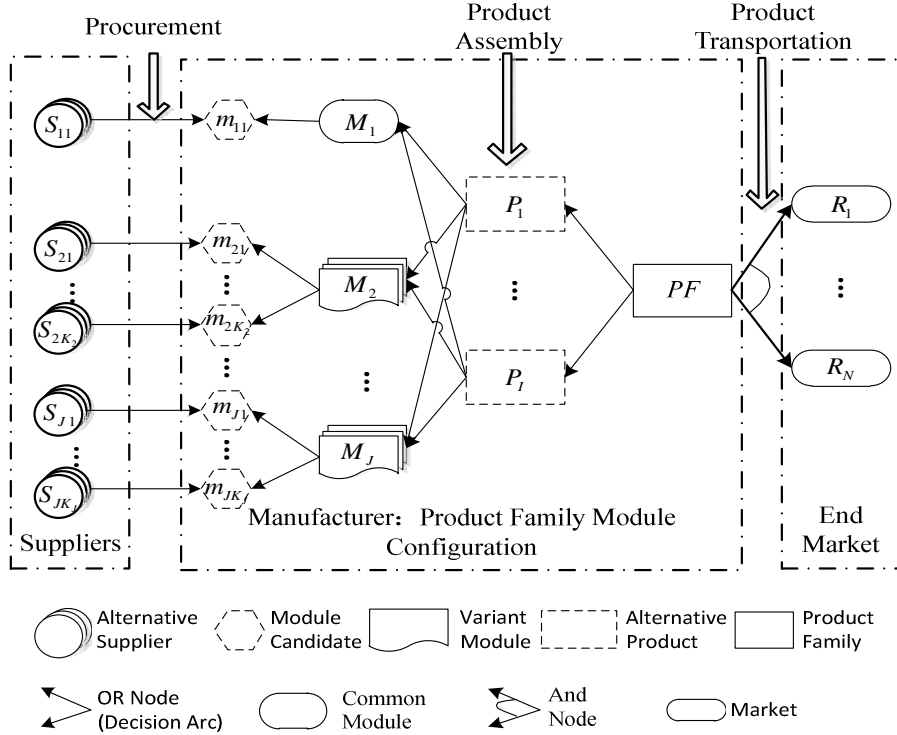 Procurement
Product
Assembly
Product
Transportation
S11
m11
M1
P1
R1
S21
m21
M2
PF
S2K2
m2K2
PI
RN
SJ1
mJ1
MJ
SJKJ
mJKJ
Suppliers
Manufacturer: Product Family Module
Configuration
End
Market
Alternative
Supplier
Module
Candidate
Variant
Module
Alternative
Product
Product
Family
OR Node
(Decision Arc)
Common
Module
And
Node
Market